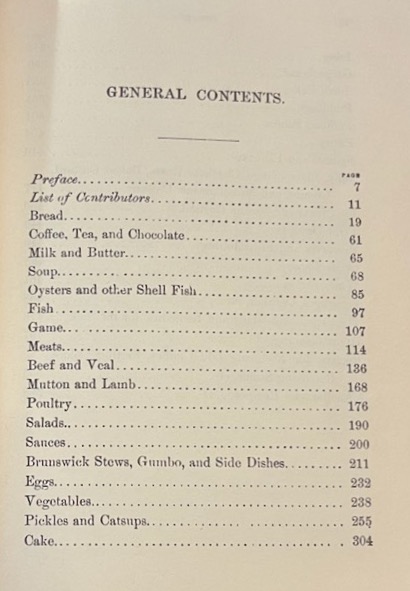 GENERAL CONTENTS.
PAGE
Preface.............................. 7
List of Contributors.............................. 11
Bread.............................. 19
Coffee, Tea, and Chocolate.............................. 61
Milk and Butter.............................. 65
Soup.............................. 68
Oysters and other Shell Fish.............................. 85
Fish.............................. 97
Game.............................. 107
Meats.............................. 114
Beef and Veal.............................. 136
Mutton and Lamb.............................. 168
Poultry.............................. 176
Salads.............................. 190
Sauces.............................. 200
Brunswick Stews, Gumbo, and Side Dishes......... 211
Eggs.............................. 232
Vegetables.............................. 238
Pickles and Catsups.............................. 255
Cake.............................. 304